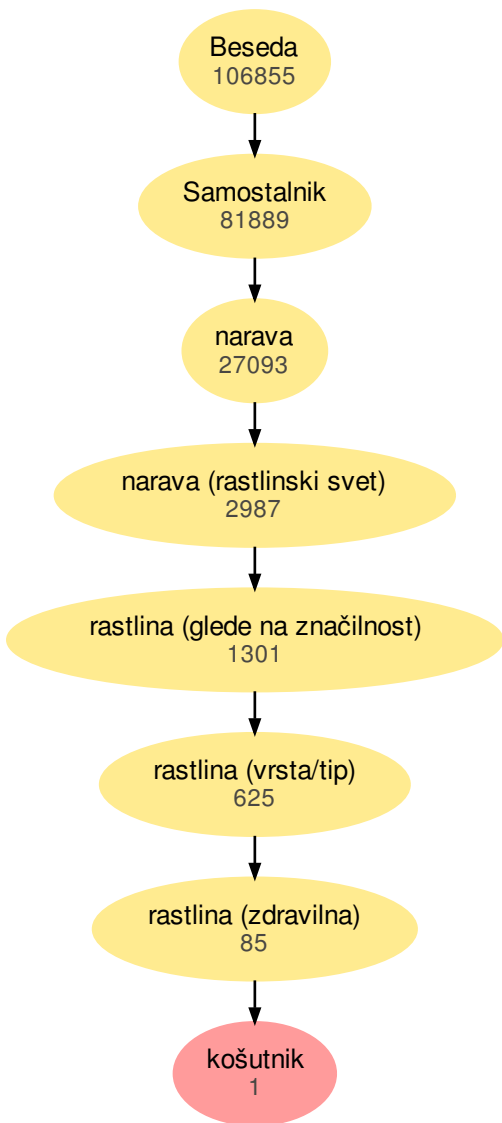 Beseda
106855
Samostalnik
81889
narava
27093
narava (rastlinski svet)
2987
rastlina (glede na značilnost)
1301
rastlina (vrsta/tip)
625
rastlina (zdravilna)
85
košutnik
1